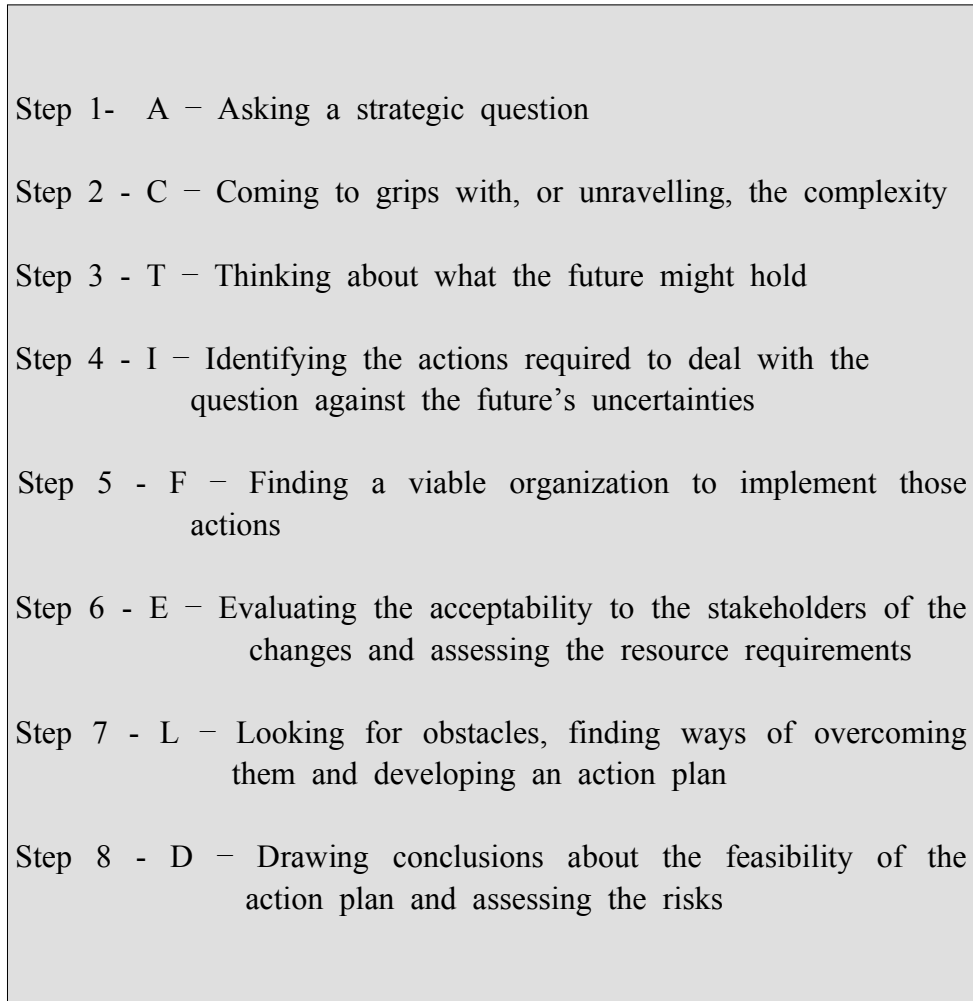 Step 1- A – Asking a strategic question
Step 2 - C – Coming to grips with, or unravelling, the complexity
Step 3 - T – Thinking about what the future might hold
Step 4 - I – Identifying the actions required to deal with the
question against the future’s uncertainties
Step 5 - F – Finding a viable organization to implement those
actions
Step 6 - E – Evaluating the acceptability to the stakeholders of the
changes and assessing the resource requirements
Step 7 - L – Looking for obstacles, finding ways of overcoming
them and developing an action plan
Step 8 - D – Drawing conclusions about the feasibility of the
action plan and assessing the risks